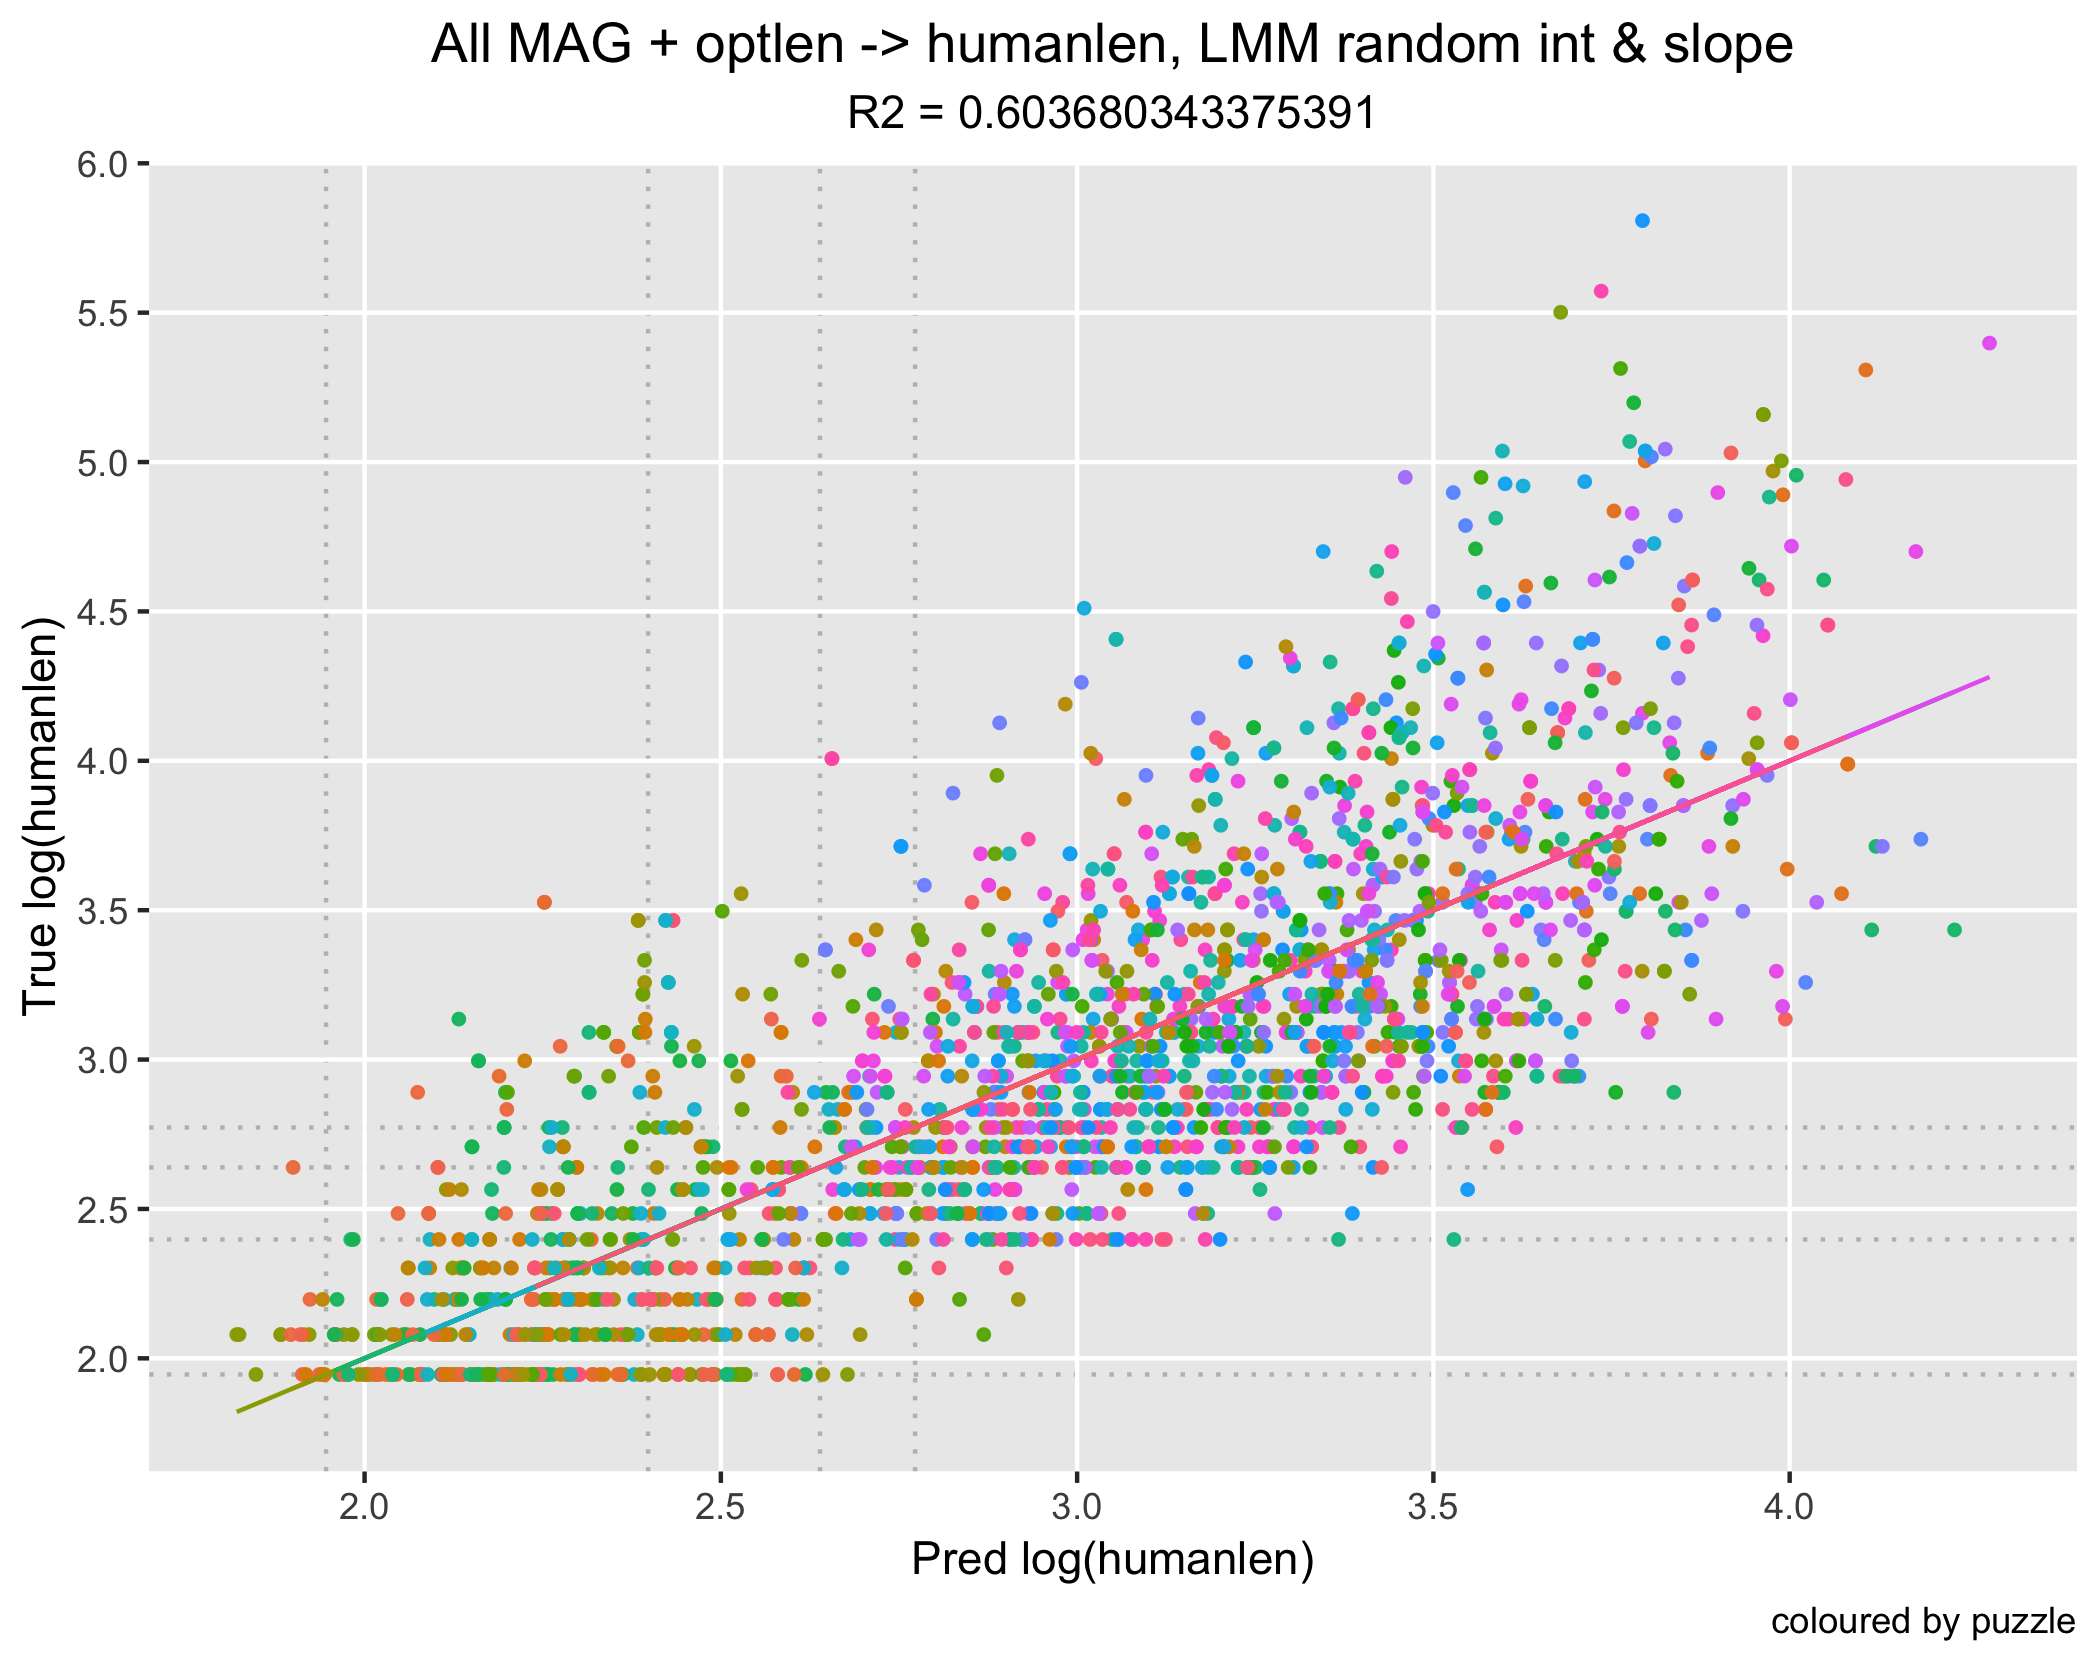 All MAG + optlen -> humanlen, LMM random int & slope
R2 = 0.603680343375391
True log(humanlen)
6.0
5.5
5.0
4.5
4.0
3.5
3.0
2.5
2.0
2.0 2.5 3.0 3.5 4.0
Pred log(humanlen)
coloured by puzzle